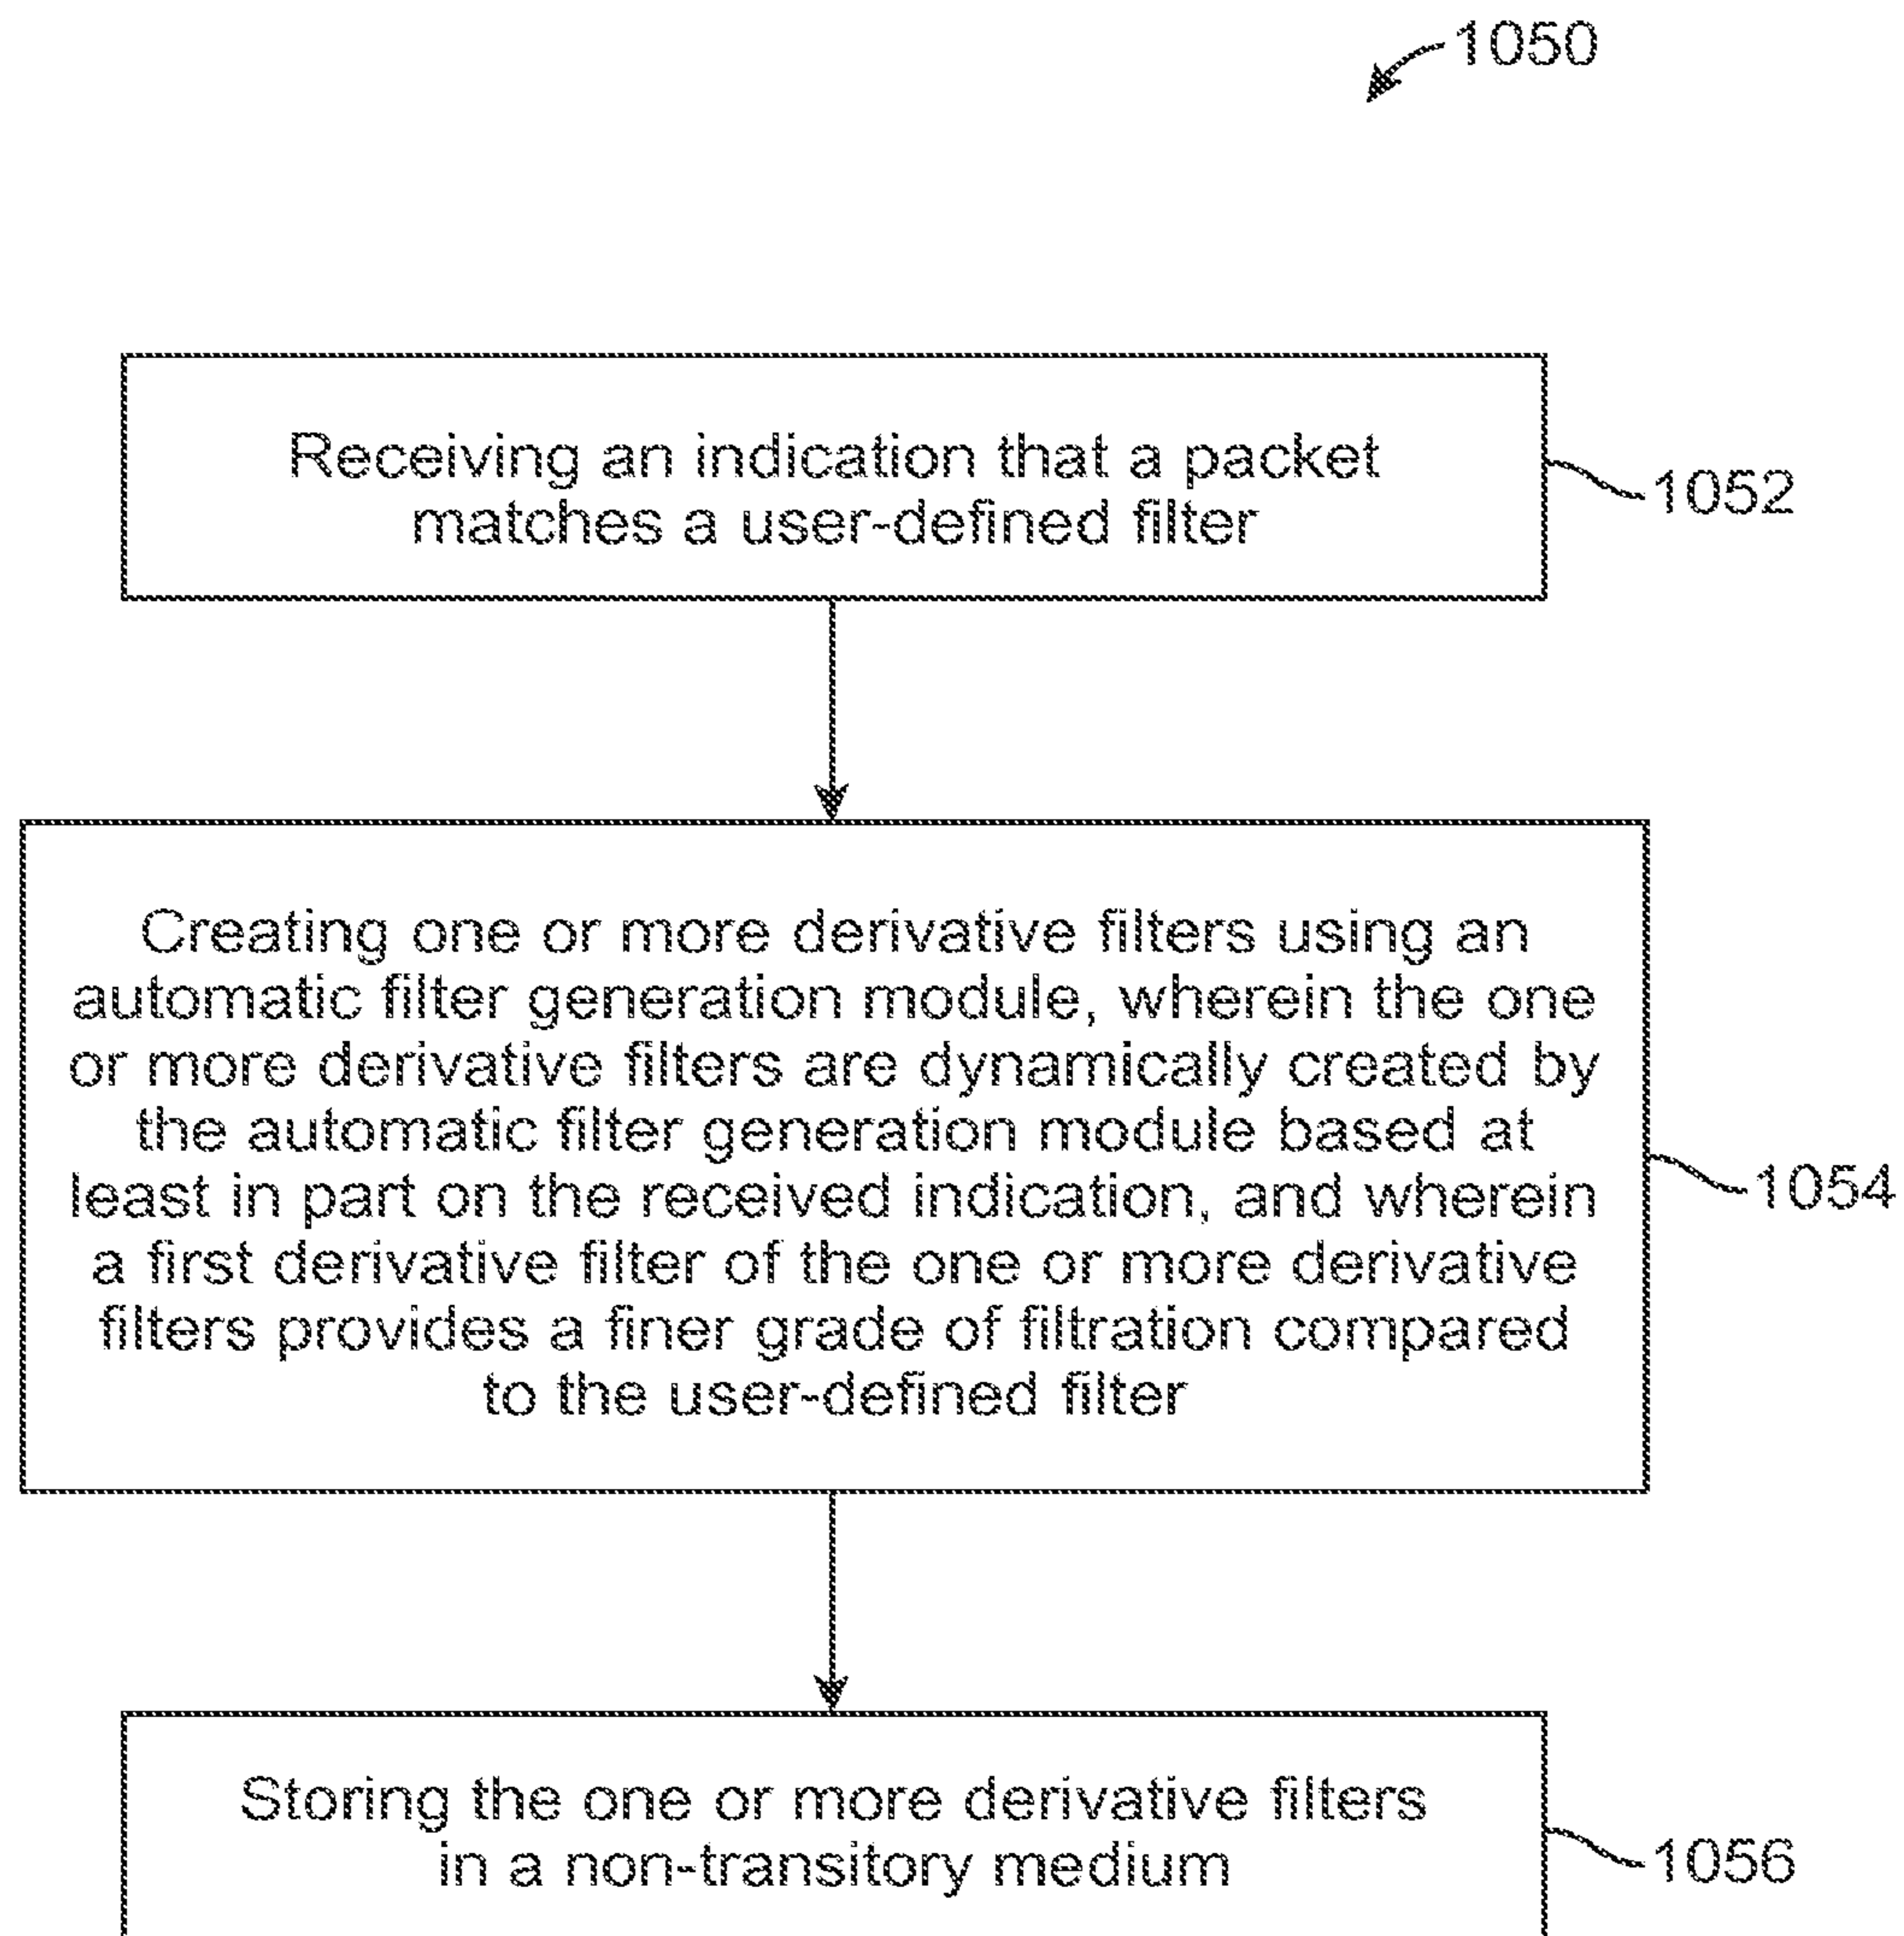 1050
Receiving an indication that a packet
matches a user-defined filter
1052
Creating one or more derivative filters using an
automatic filter generation module, wherein the one
or more derivative filters are dynamically created by
the automatic filter generation module based at
least in part on the received indication, and wherein
a first derivative filter of the one or more derivative
filters provides a finer grade of filtration compared
to the user-defined filter
1054
Storing the one or more derivative filters
in a non-transitory medium
1056